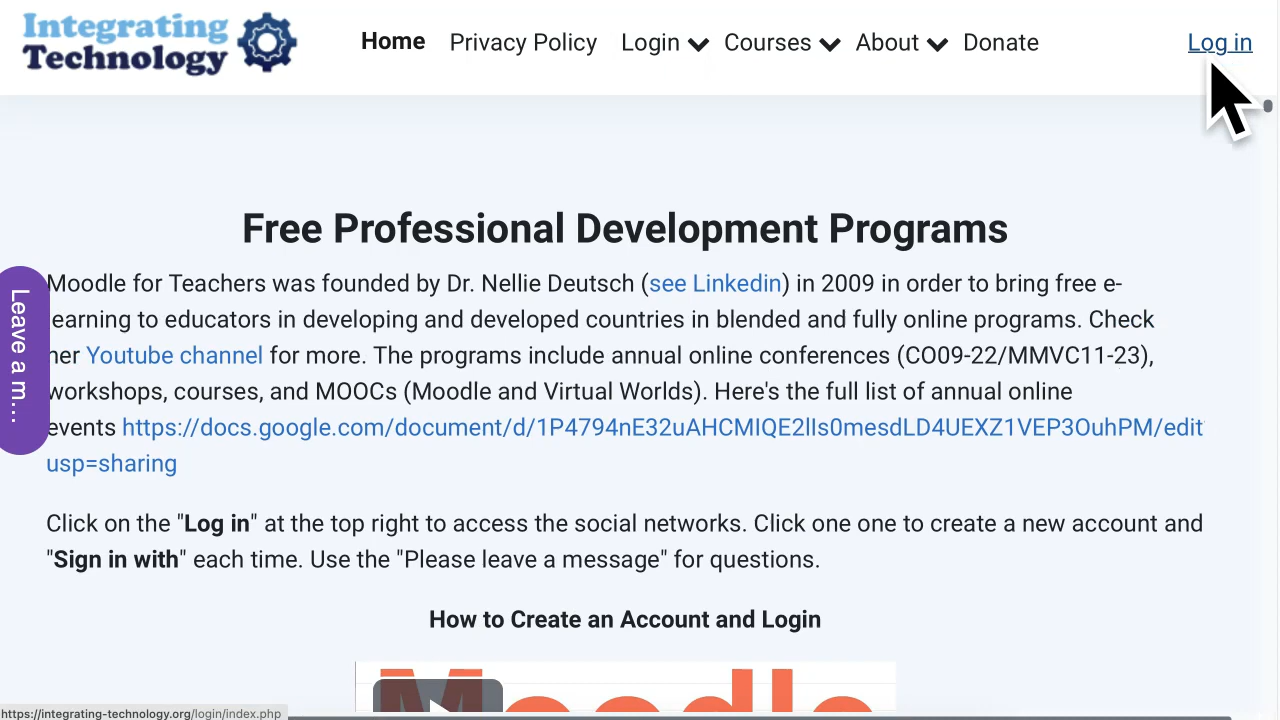 Integrating
Technology
Home Privacy Policy Login Courses About Donate Log in
Free Professional Development Programs
Moodle for Teachers was founded by Dr. Nellie Deutsch (see Linkedin) in 2009 in order to bring free e-
earning to educators in developing and developed countries in blended and fully online programs. Check
her Youtube channel for more. The programs include annual online conferences (CO09-22/MMVC11-23),
workshops, courses, and MOOCs (Moodle and Virtual Worlds). Here's the full list of annual online
events https://docs.google.com/document/d/1P4794nE32uAHCMIQE2lls0mesdLD4UEXZ1VEP3OuhPM/edit
usp=sharing
Leave a m...
Click on the "Log in" at the top right to access the social networks. Click one one to create a new account and
"Sign in with" each time. Use the "Please leave a message" for questions.
How to Create an Account and Login
Moodle
https://integrating-technology.org/login/index.php